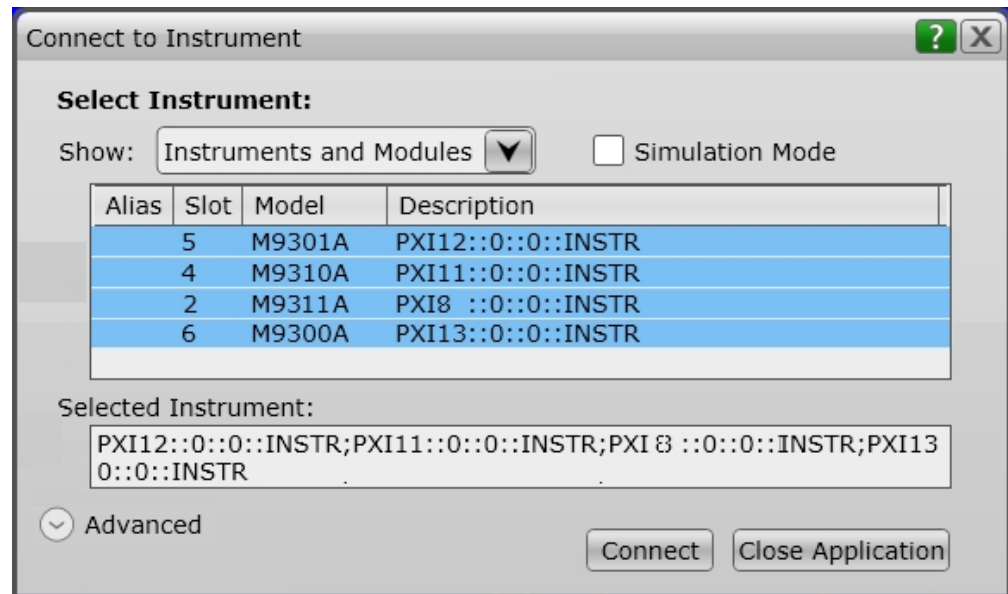 Connect to Instrument ? X
Select Instrument:
Show: Instruments and Modules Simulation Mode
Alias Slot Model Description
5 M9301A PXI12::0::0::INSTR
4 M9310A PXI11::0::0::INSTR
2 M9311A PXI8 ::0::0::INSTR
6 M9300A PXI13::0::0::INSTR
Selected Instrument:
PXI12::0::0::INSTR;PXI11::0::0::INSTR;PXI 8 ::0::0::INSTR;PXI13
0::0::INSTR
Advanced
Connect Close Application